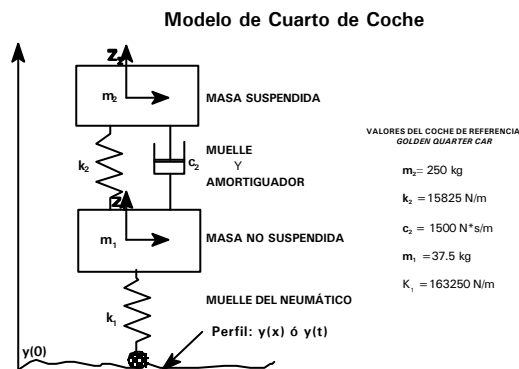 Modelo de Cuarto de Coche
m₂
MASA SUSPENDIDA
k₂
c₂
MUELLE
Y
AMORTIGUADOR
m₁
MASA NO SUSPENDIDA
k₁
MUELLE DEL NEUMÁTICO
y(0)
Perfil: y(x) ó y(t)
VALORES DEL COCHE DE REFERENCIA
GOLDEN QUARTER CAR
m₂= 250 kg
k₂ = 15825 N/m
c₂ = 1500 N*s/m
m₁ = 37.5 kg
K₁ = 163250 N/m